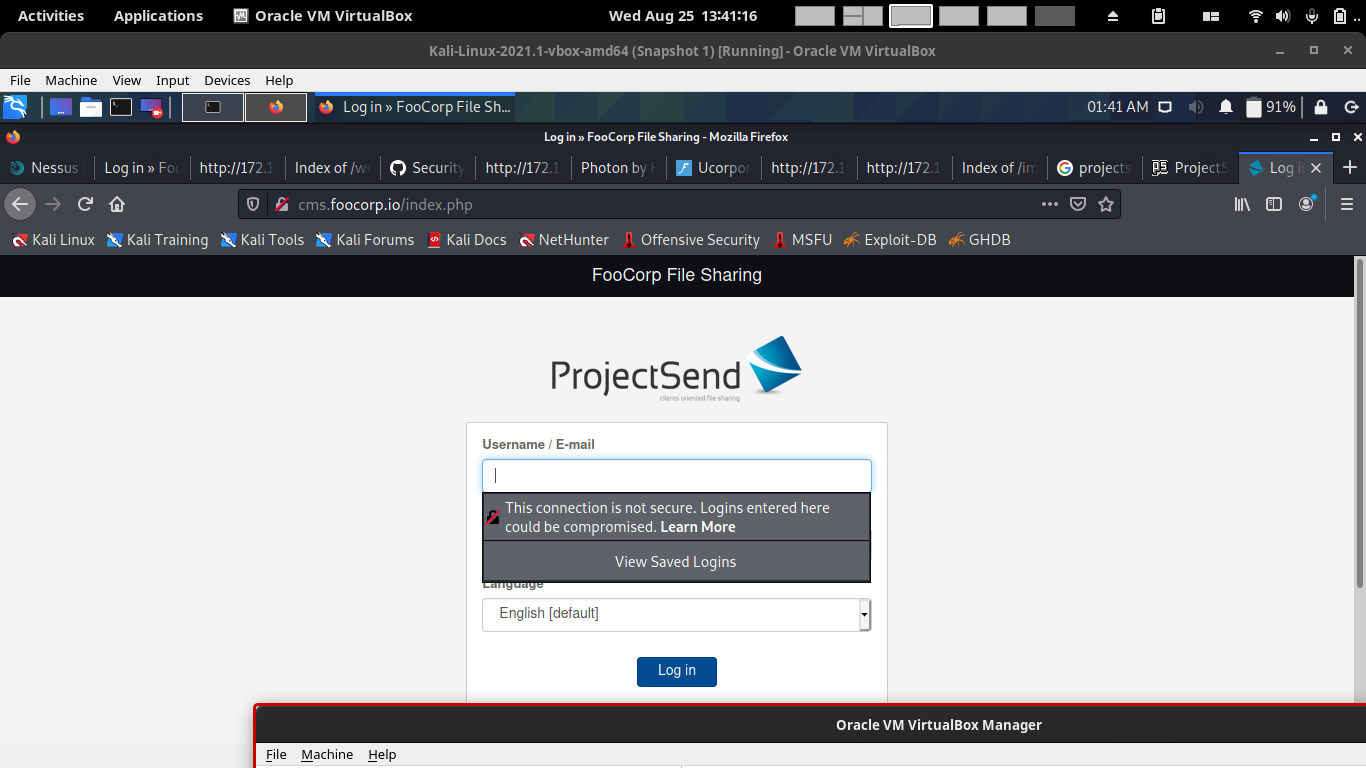 Activities Applications Oracle VM VirtualBox Wed Aug 25 13:41:16
Kali-Linux-2021.1-vbox-amd64 (Snapshot 1) [Running] - Oracle VM VirtualBox
File Machine View Input Devices Help
Log in » FooCorp File Sh... 01:41 AM 91%
Log in » FooCorp File Sharing - Mozilla Firefox
Nessus Log in » Foo http://172.1 Index of /w Security http://172.1 Photon by Ucorpor http://172.1 http://172.1 Index of /im projects ProjectS Log in
cms.foocorp.io/index.php
Kali Linux Kali Training Kali Tools Kali Forums Kali Docs NetHunter Offensive Security MSFU Exploit-DB GHDB
FooCorp File Sharing
ProjectSend
clients oriented file sharing
Username / E-mail
This connection is not secure. Logins entered here
could be compromised. Learn More
View Saved Logins
Language
English [default]
Log in
Oracle VM VirtualBox Manager
File Machine Help